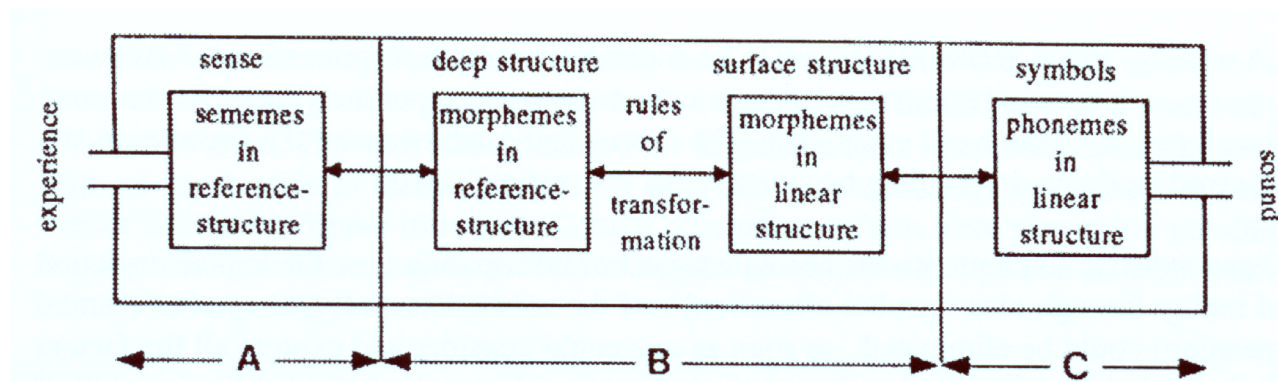 sense
deep structure
surface structure
symbols
experience
sememes
in
reference-
structure
morphemes
in
reference-
structure
rules
of
transfor-
mation
morphemes
in
linear
structure
phonemes
in
linear
structure
sound
A
B
C